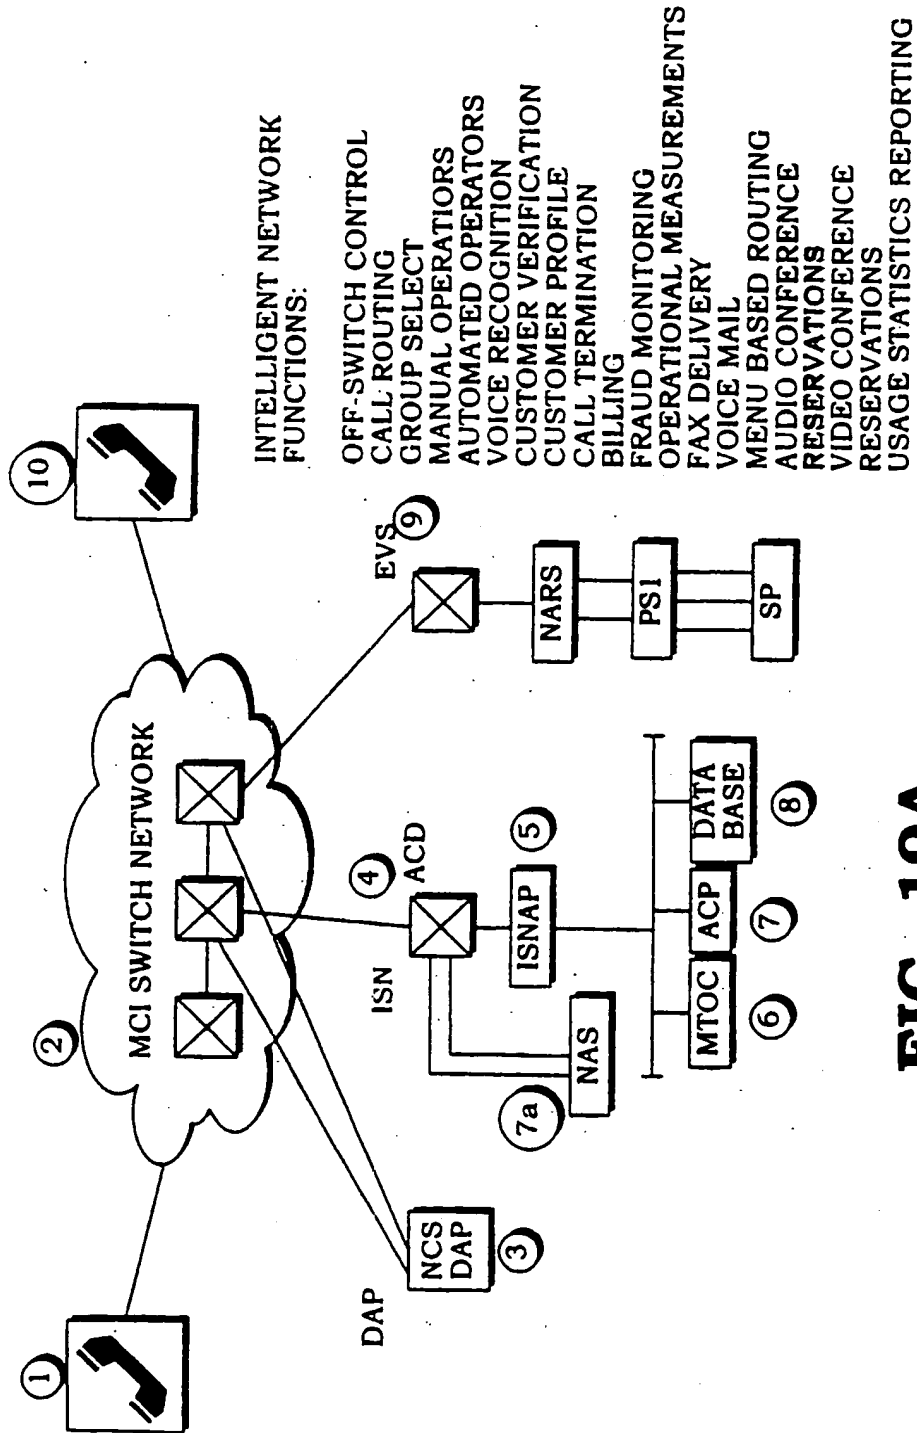 1
10
2
MCI SWITCH NETWORK
DAP
NCS
DAP
3
ISN
4
ACD
ISNAP
5
7a
NAS
MTOC
6
ACP
7
DATA
BASE
8
EVS
9
NARS
PS1
SP
INTELLIGENT NETWORK
FUNCTIONS:
OFF-SWITCH CONTROL
CALL ROUTING
GROUP SELECT
MANUAL OPERATIORS
AUTOMATED OPERATORS
VOICE RECOGNITION
CUSTOMER VERIFICATION
CUSTOMER PROFILE
CALL TERMINATION
BILLING
FRAUD MONITORING
OPERATIONAL MEASUREMENTS
FAX DELIVERY
VOICE MAIL
MENU BASED ROUTING
AUDIO CONFERENCE
RESERVATIONS
VIDEO CONFERENCE
RESERVATIONS
USAGE STATISTICS REPORTING